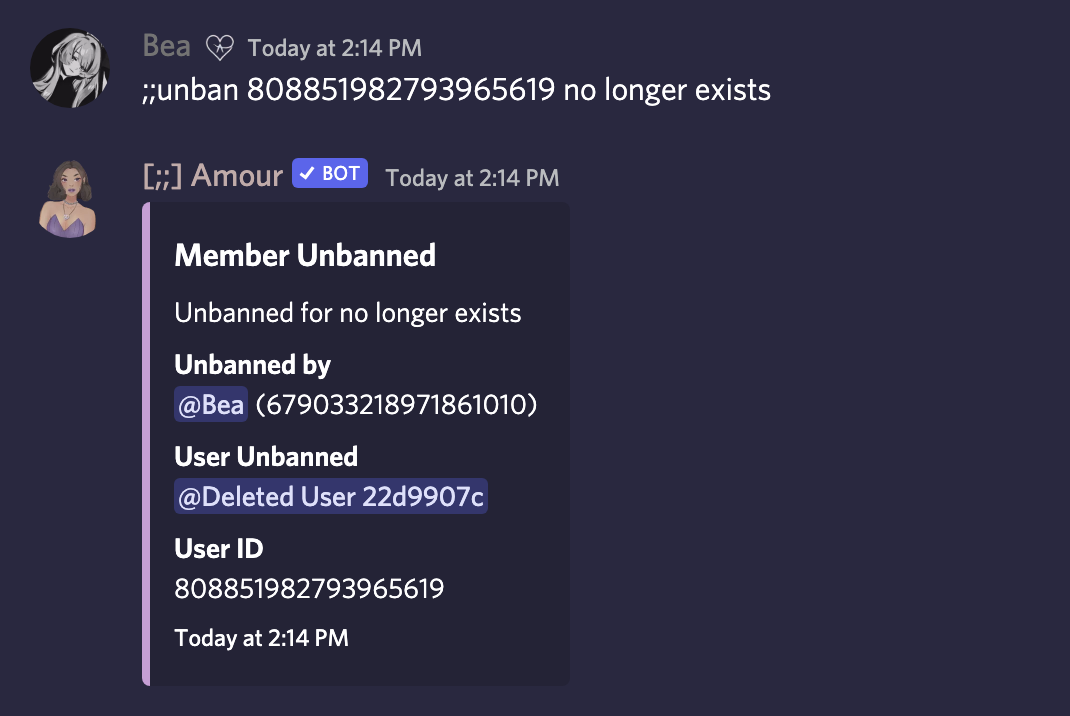 Bea Today at 2:14 PM
;;unban 808851982793965619 no longer exists
[;;] Amour ✓ BOT Today at 2:14 PM
Member Unbanned
Unbanned for no longer exists
Unbanned by
@Bea (679033218971861010)
User Unbanned
@Deleted User 22d9907c
User ID
808851982793965619
Today at 2:14 PM